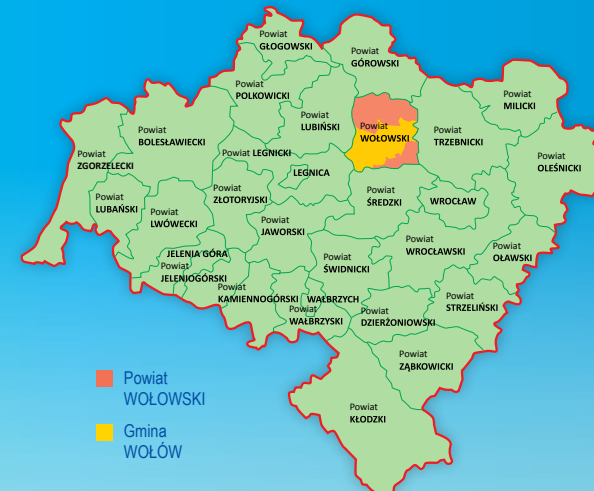 Powiat
GŁOGOWSKI
Powiat
GÓROWSKI
Powiat
POLKOWICKI
Powiat
MILICKI
Powiat
LUBIŃSKI
Powiat
WOŁOWSKI
Powiat
TRZEBNICKI
Powiat
BOLESŁAWIECKI
Powiat
ZGORZELECKI
Powiat LEGNICKI
Powiat
OLEŚNICKI
LEGNICA
Powiat
ZŁOTORYJSKI
Powiat
ŚREDZKI
WROCŁAW
Powiat
LUBAŃSKI
Powiat
LWÓWECKI
Powiat
JAWORSKI
Powiat
WROCŁAWSKI
Powiat
OŁAWSKI
JELENIA GÓRA
Powiat
JELENIOGÓRSKI
Powiat
ŚWIDNICKI
Powiat
KAMIENNOGÓRSKI
WAŁBRZYCH
Powiat
WAŁBRZYSKI
Powiat
DZIERŻONIOWSKI
Powiat
STRZELIŃSKI
Powiat
ZĄBKOWICKI
Powiat
KŁODZKI
Powiat
WOŁOWSKI
Gmina
WOŁÓW